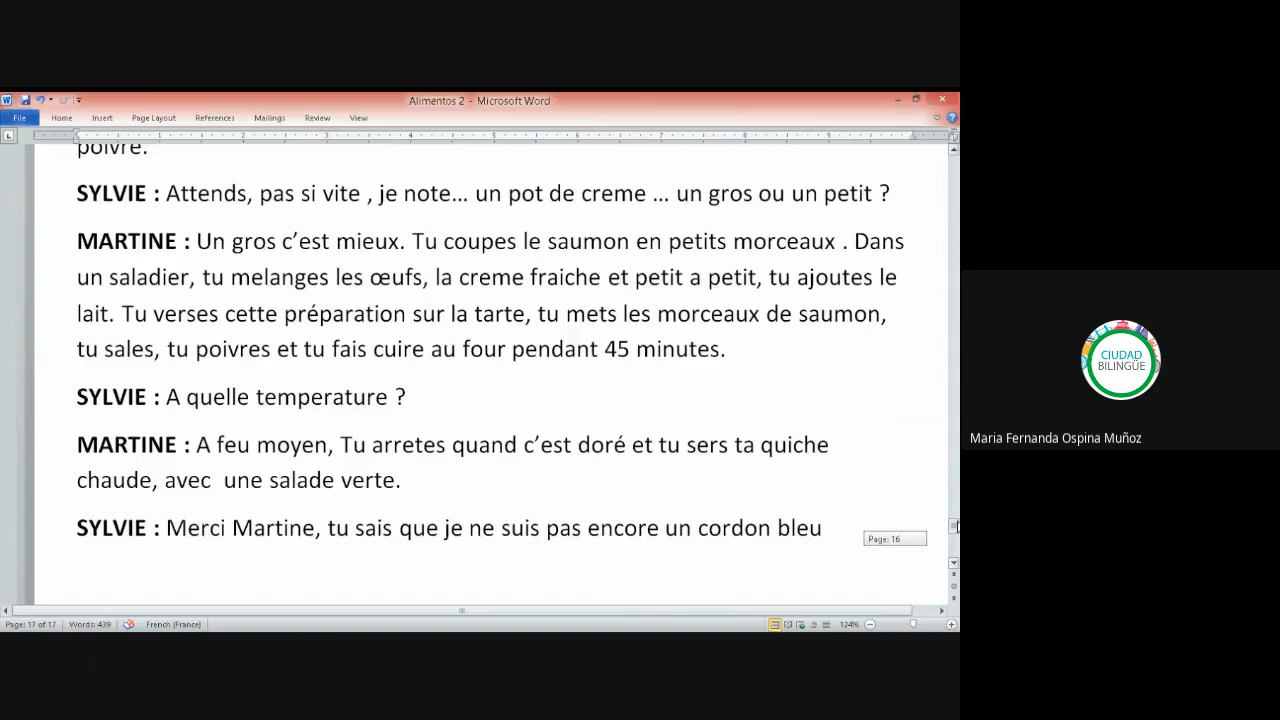 Alimentos 2 - Microsoft Word
File Home Insert Page Layout References Mailings Review View
poivre.
SYLVIE : Attends, pas si vite , je note... un pot de creme ... un gros ou un petit ?
MARTINE : Un gros c'est mieux. Tu coupes le saumon en petits morceaux . Dans
un saladier, tu melanges les œufs, la creme fraiche et petit a petit, tu ajoutes le
lait. Tu verses cette préparation sur la tarte, tu mets les morceaux de saumon,
tu sales, tu poivres et tu fais cuire au four pendant 45 minutes.
SYLVIE : A quelle temperature ?
MARTINE : A feu moyen, Tu arretes quand c'est doré et tu sers ta quiche
chaude, avec  une salade verte.
SYLVIE : Merci Martine, tu sais que je ne suis pas encore un cordon bleu
Page: 16
Page: 17 of 17 Words: 439 French (France) 124%
CIUDAD
BILINGÜE
Maria Fernanda Ospina Muñoz